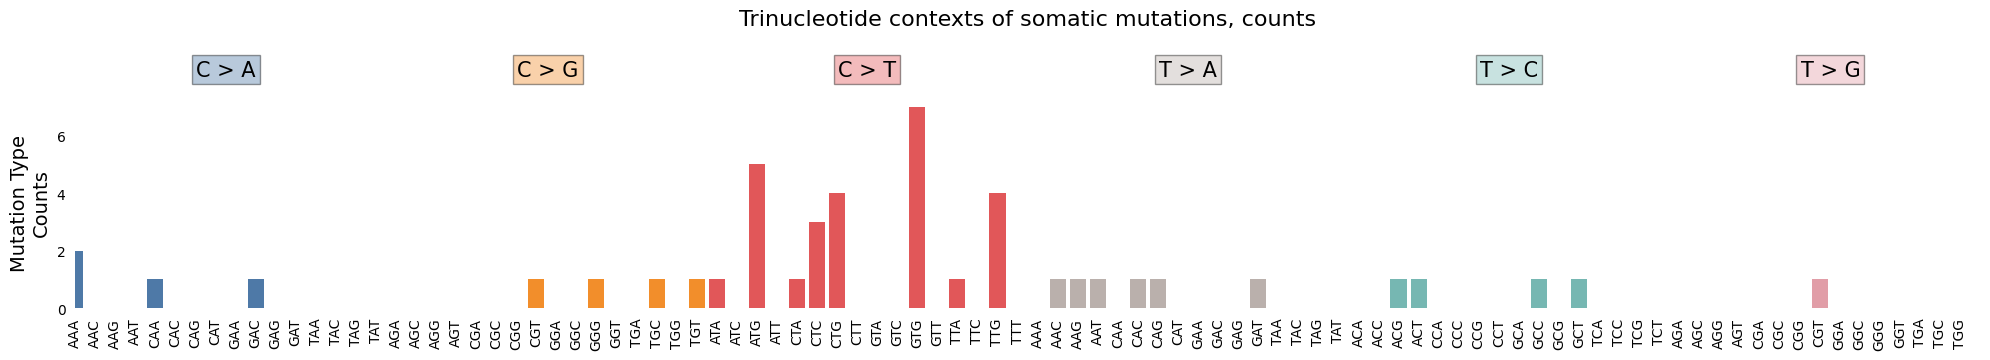 Trinucleotide contexts of somatic mutations, counts
C > A
C > G
C > T
T > A
T > C
T > G
Mutation Type
Counts
6
4
2
0
AAA
AAC
AAG
AAT
CAA
CAC
CAG
CAT
GAA
GAC
GAG
GAT
TAA
TAC
TAG
TAT
AGA
AGC
AGG
AGT
CGA
CGC
CGG
CGT
GGA
GGC
GGG
GGT
TGA
TGC
TGG
TGT
ATA
ATC
ATG
ATT
CTA
CTC
CTG
CTT
GTA
GTC
GTG
GTT
TTA
TTC
TTG
TTT
AAA
AAC
AAG
AAT
CAA
CAC
CAG
CAT
GAA
GAC
GAG
GAT
TAA
TAC
TAG
TAT
ACA
ACC
ACG
ACT
CCA
CCC
CCG
CCT
GCA
GCC
GCG
GCT
TCA
TCC
TCG
TCT
AGA
AGC
AGG
AGT
CGA
CGC
CGG
CGT
GGA
GGC
GGG
GGT
TGA
TGC
TGG